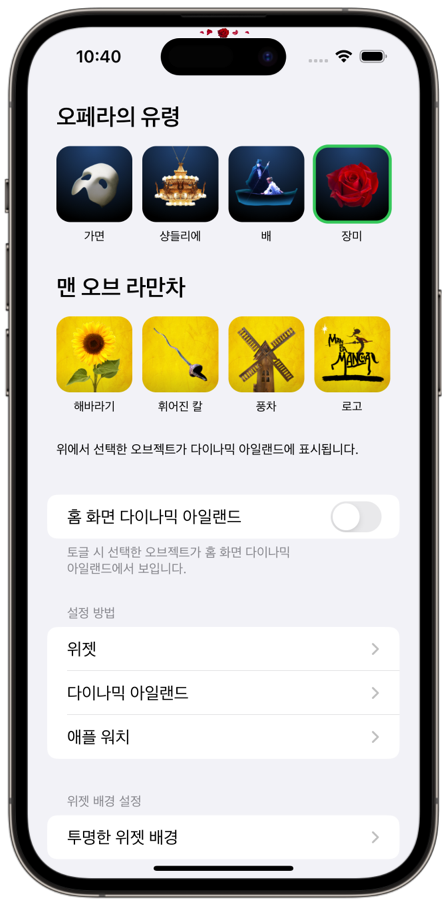 10:40
오페라의 유령
가면
샹들리에
배
장미
맨 오브 라만차
해바라기
휘어진 칼
풍차
로고
위에서 선택한 오브젝트가 다이나믹 아일랜드에 표시됩니다.
홈 화면 다이나믹 아일랜드
토글 시 선택한 오브젝트가 홈 화면 다이나믹
아일랜드에서 보입니다.
설정 방법
위젯
다이나믹 아일랜드
애플 워치
위젯 배경 설정
투명한 위젯 배경